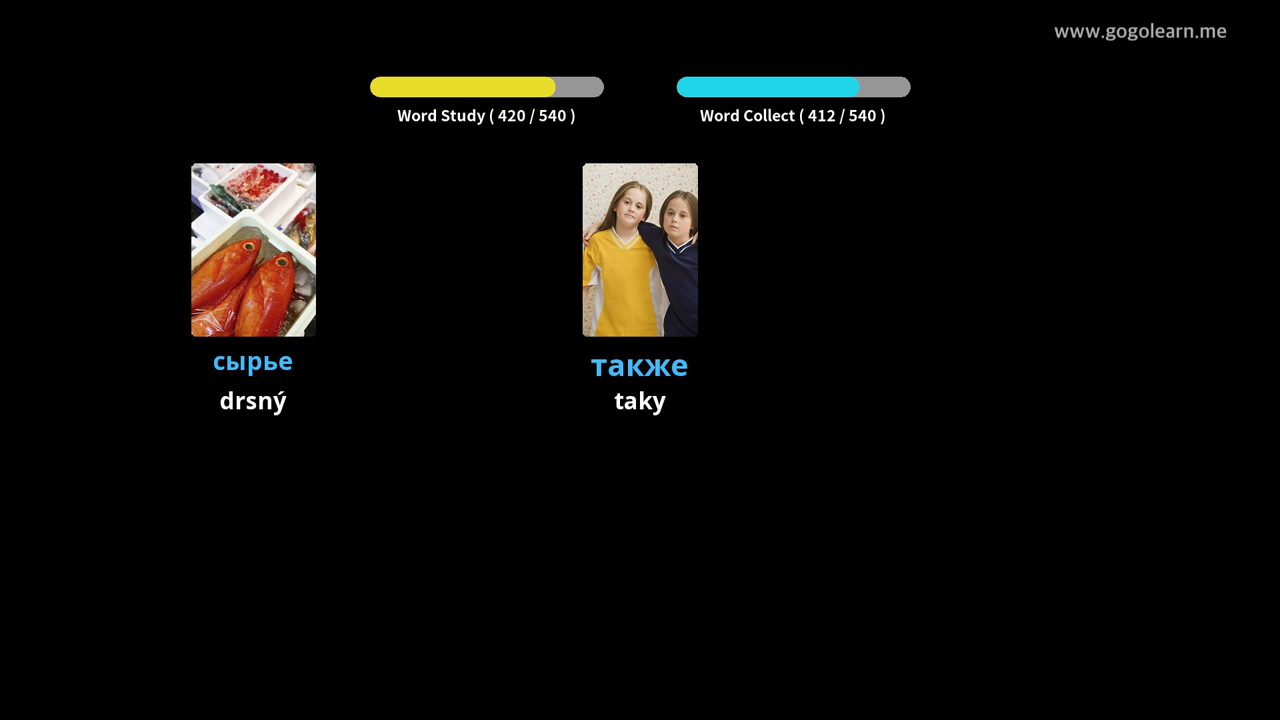 www.gogolearn.me
Word Study ( 420 / 540 )
Word Collect ( 412 / 540 )
сырье
drsný
также
taky